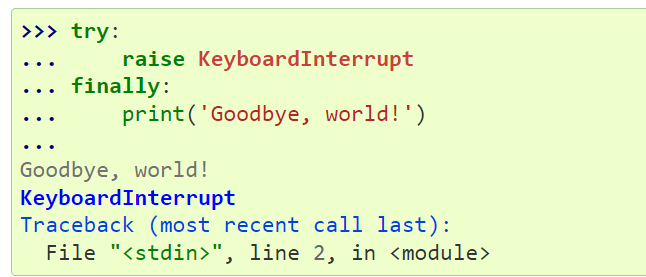 >>> try:
...     raise KeyboardInterrupt
... finally:
...     print('Goodbye, world!')
...
Goodbye, world!
KeyboardInterrupt
Traceback (most recent call last):
  File "<stdin>", line 2, in <module>